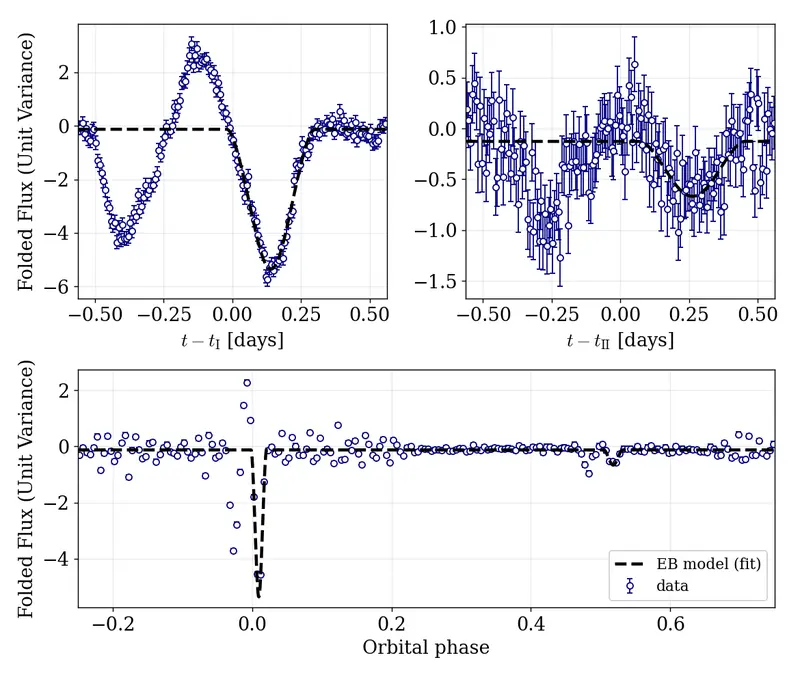 Folded Flux (Unit Variance)
2
0
−2
−4
−6
−0.50 −0.25 0.00 0.25 0.50
t − tI [days]
1.0
0.5
0.0
−0.5
−1.0
−1.5
−0.50 −0.25 0.00 0.25 0.50
t − tII [days]
Folded Flux (Unit Variance)
2
0
−2
−4
−0.2 0.0 0.2 0.4 0.6
Orbital phase
EB model (fit)
data